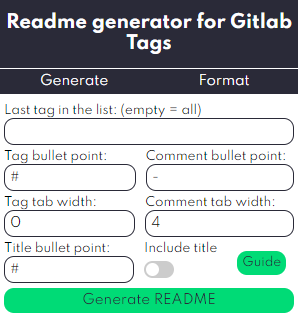 Readme generator for Gitlab
Tags
Generate Format
Last tag in the list: (empty = all)
Tag bullet point: Comment bullet point:
# -
Tag tab width: Comment tab width:
0 4
Title bullet point: Include title
# Guide
Generate README